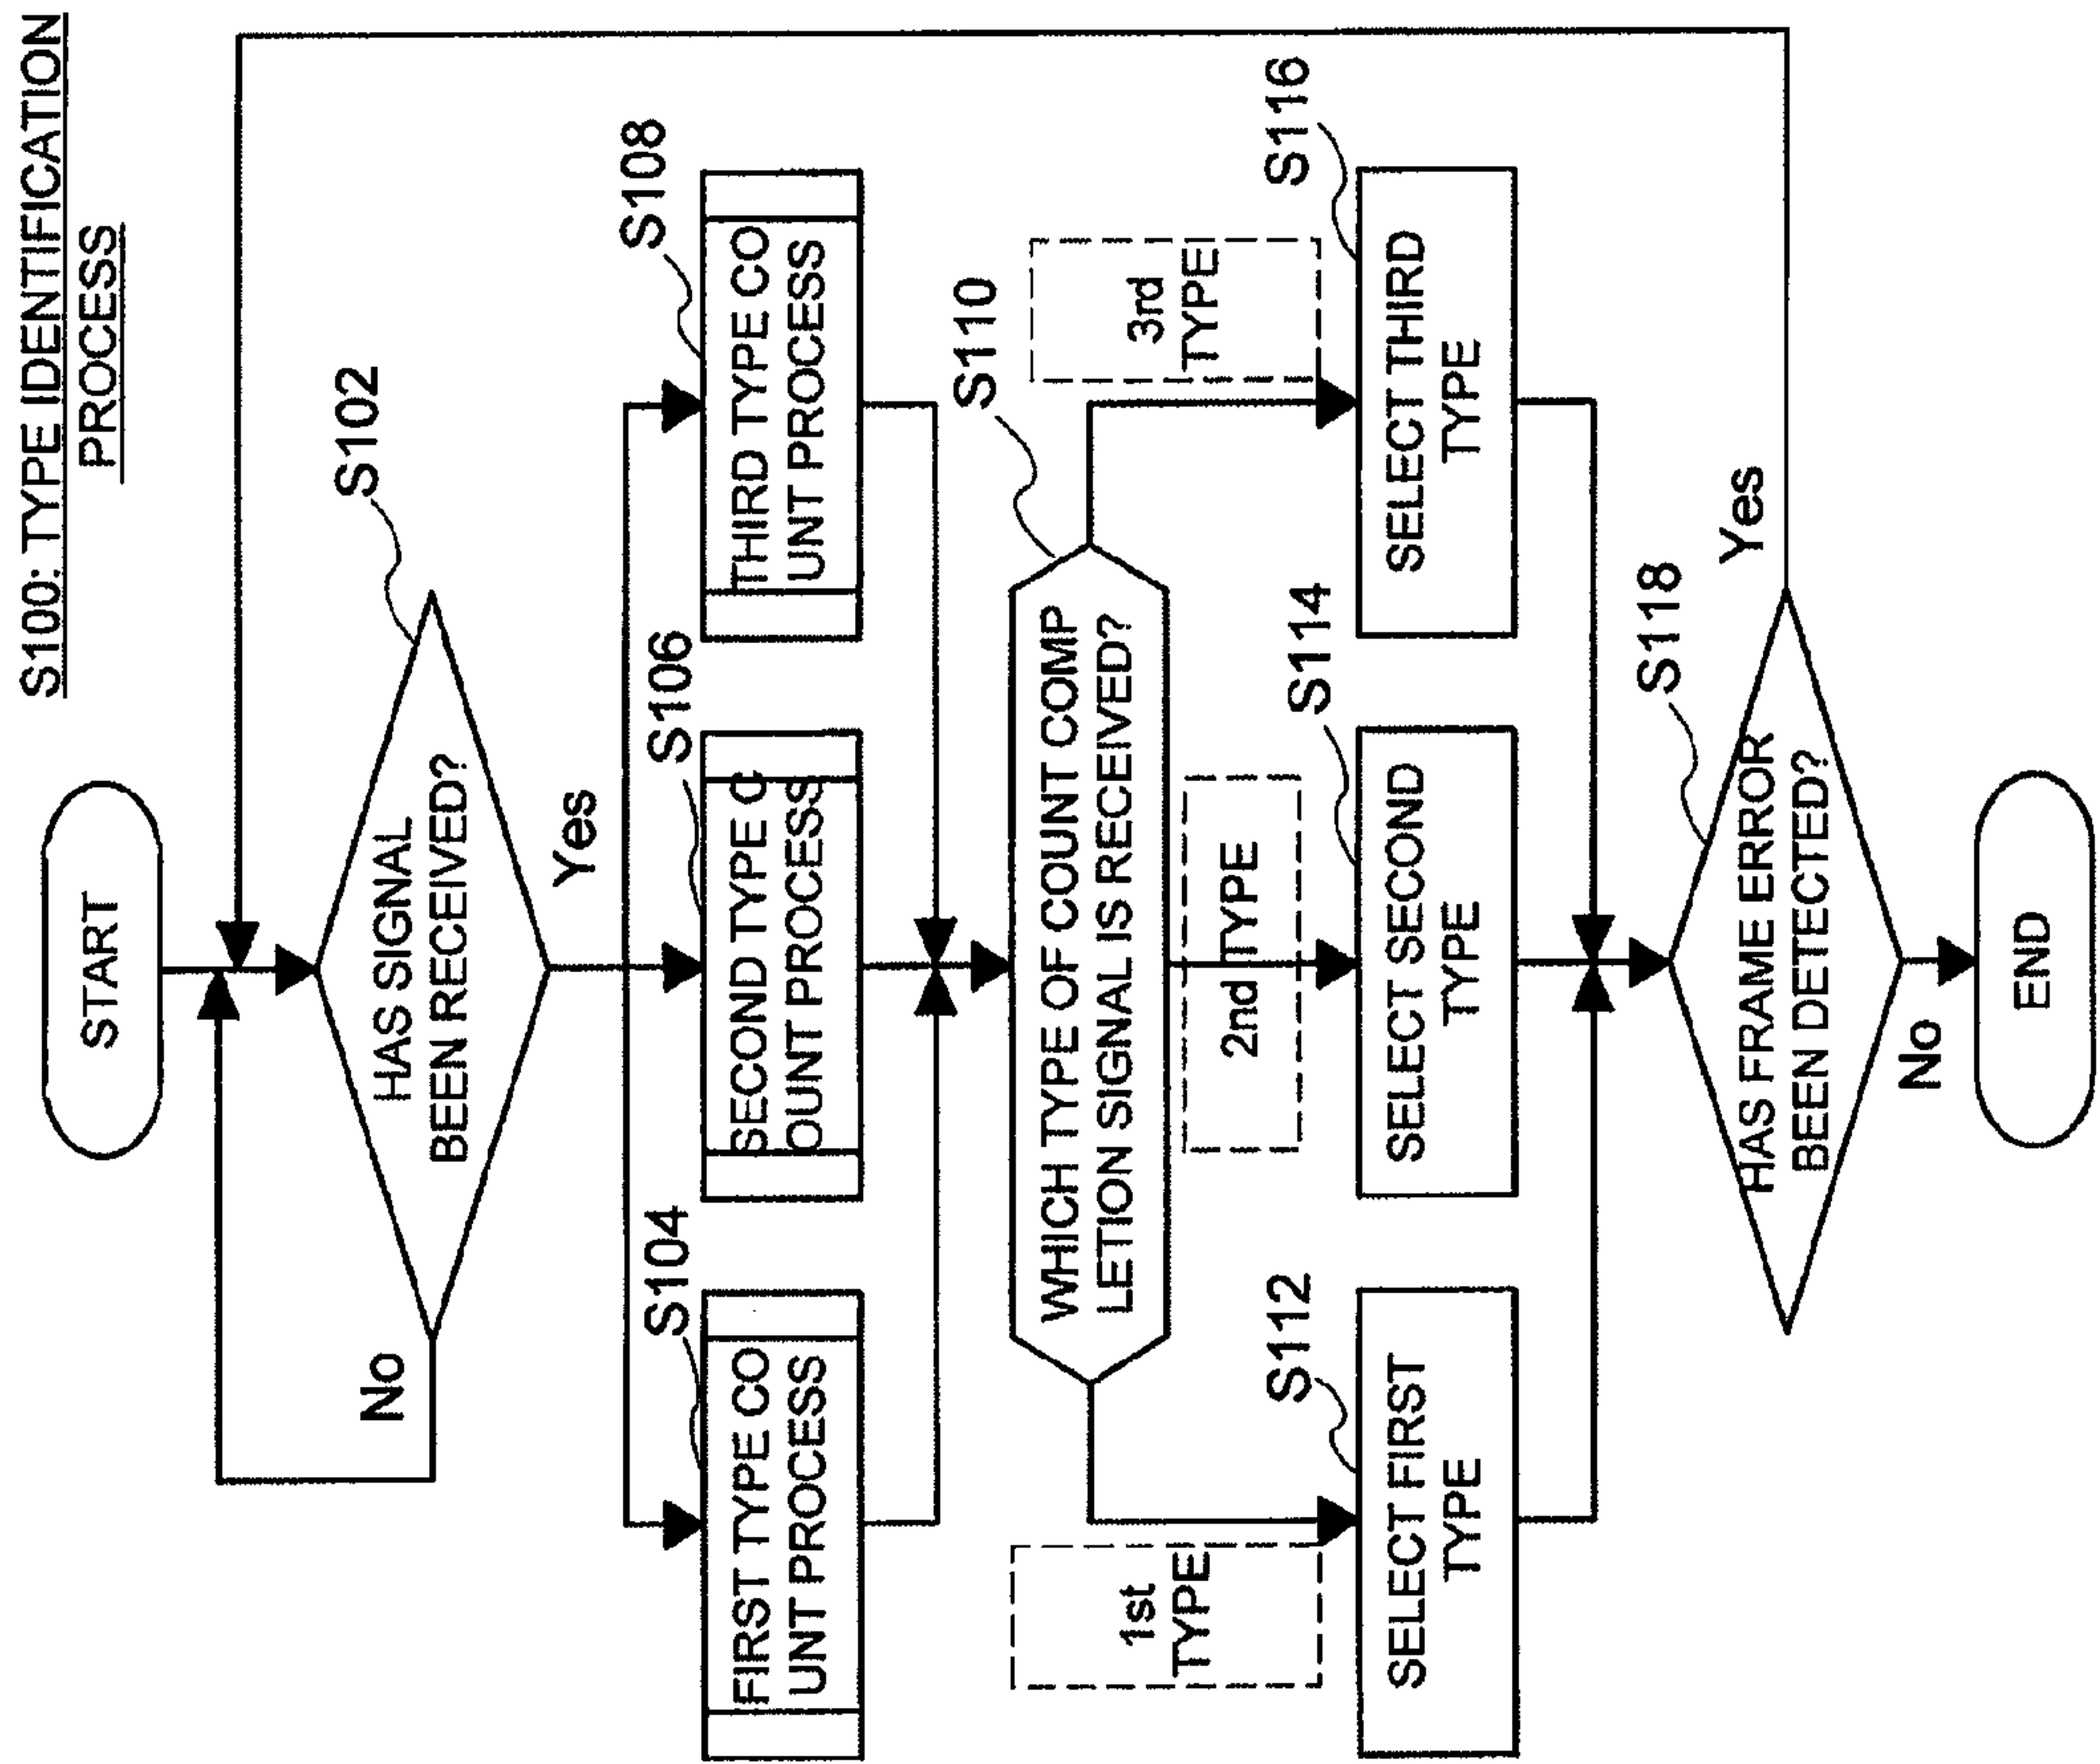 S100: TYPE IDENTIFICATION
PROCESS
START
S102
HAS SIGNAL
BEEN RECEIVED?
No
Yes
S104
FIRST TYPE CO
UNT PROCESS
S106
SECOND TYPE C
OUNT PROCESS
S108
THIRD TYPE CO
UNT PROCESS
S110
WHICH TYPE OF COUNT COMP
LETION SIGNAL IS RECEIVED?
1st
TYPE
2nd TYPE
3rd
TYPE
S112
SELECT FIRST
TYPE
S114
SELECT SECOND
TYPE
S116
SELECT THIRD
TYPE
S118
HAS FRAME ERROR
BEEN DETECTED?
Yes
No
END